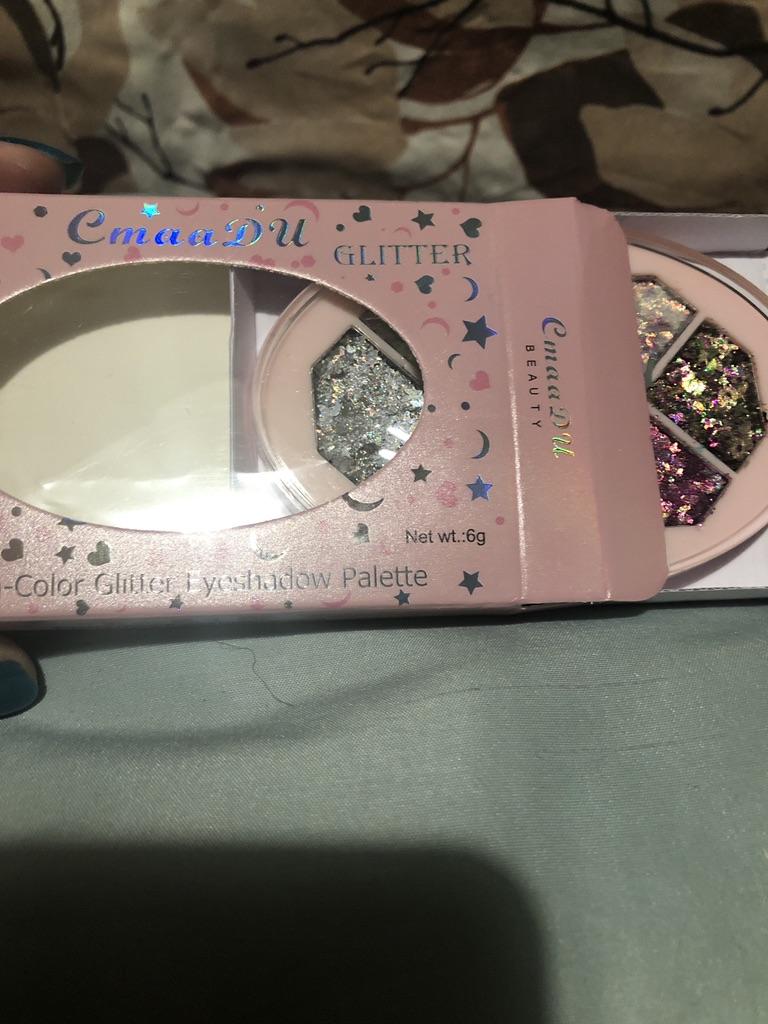 CmaaDU
GLITTER
CmaaDU
BEAUTY
Net wt.:6g
-Color Glitter Eyeshadow Palette